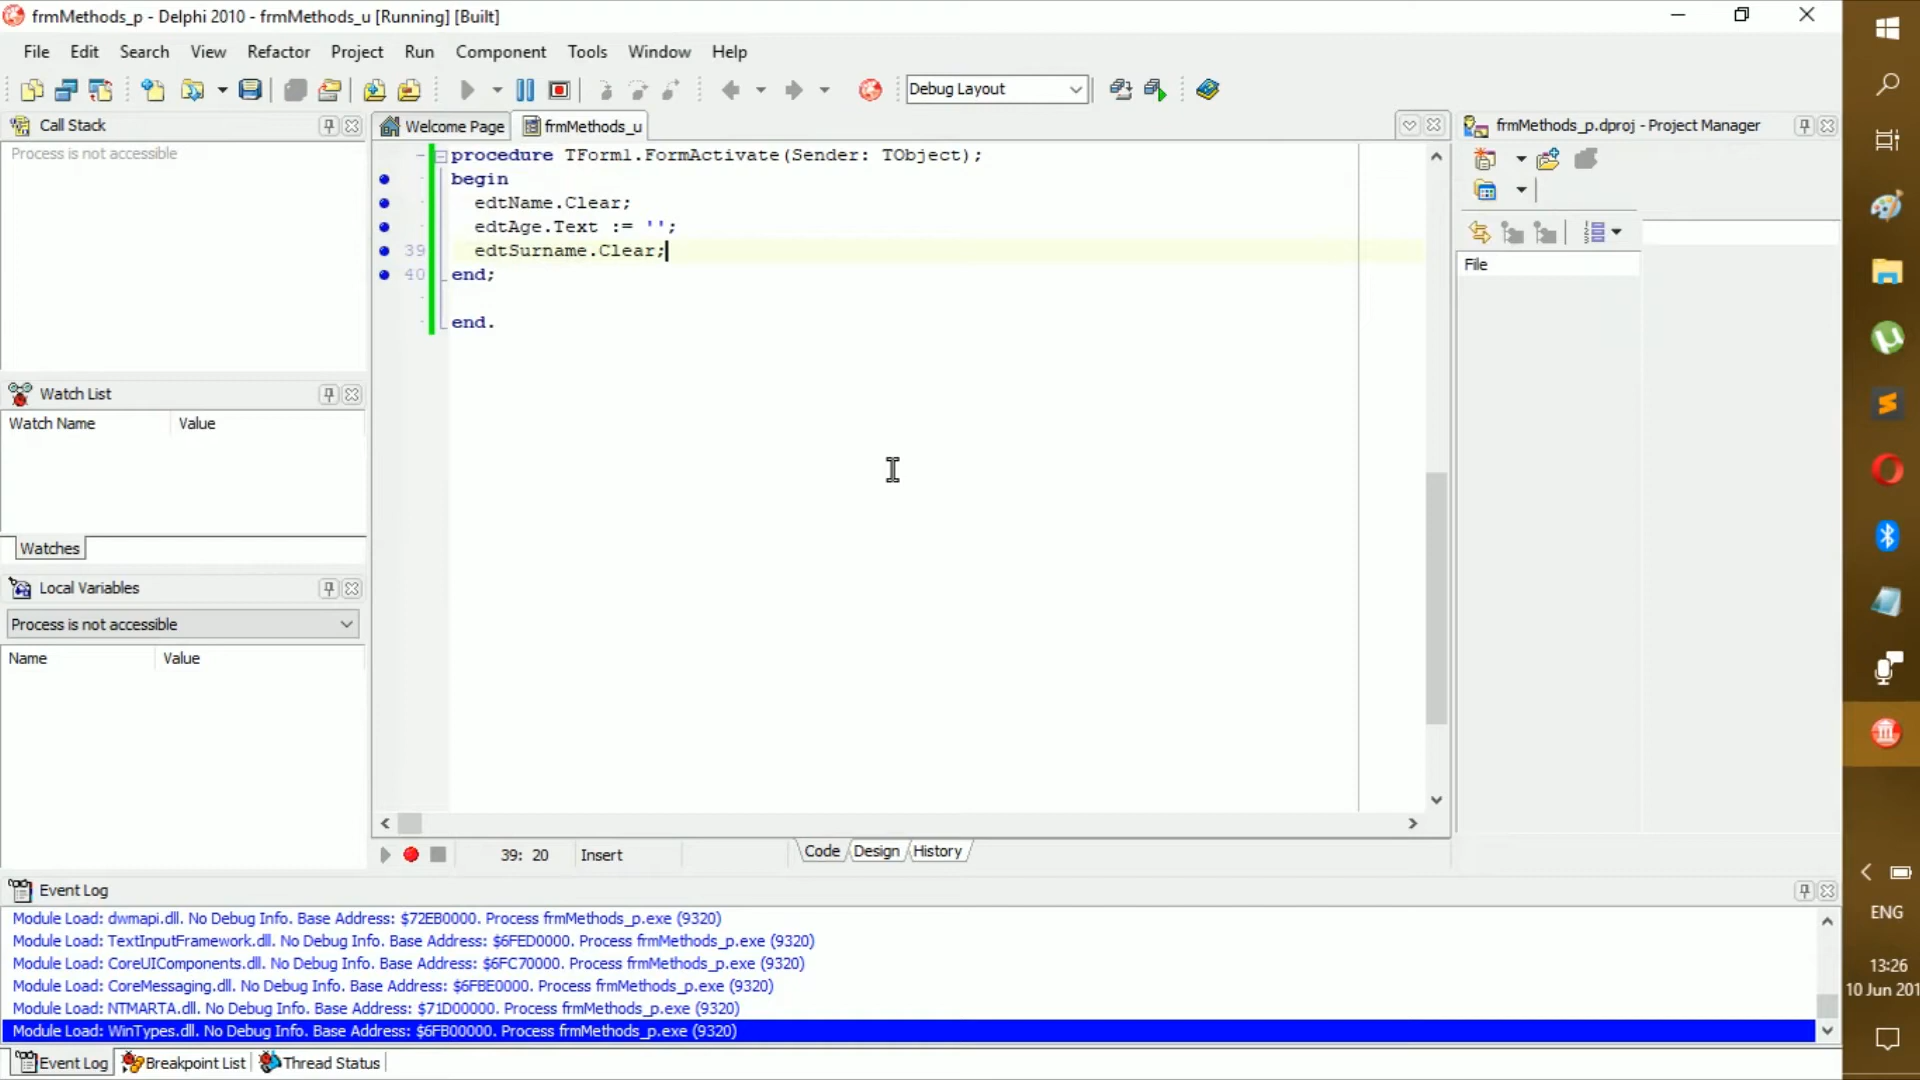 frmMethods_p - Delphi 2010 - frmMethods_u [Running] [Built]
File Edit Search View Refactor Project Run Component Tools Window Help
Debug Layout
Call Stack
Process is not accessible
Welcome Page
frmMethods_u
frmMethods_p.dproj - Project Manager
procedure TForm1.FormActivate(Sender: TObject);
begin
edtName.Clear;
edtAge.Text := '';
39 edtSurname.Clear;
40 end;
end.
File
Watch List
Watch Name Value
Watches
Local Variables
Process is not accessible
Name Value
39: 20 Insert
Code Design History
Event Log
Module Load: dwmapi.dll. No Debug Info. Base Address: $72EB0000. Process frmMethods_p.exe (9320)
Module Load: TextInputFramework.dll. No Debug Info. Base Address: $6FED0000. Process frmMethods_p.exe (9320)
Module Load: CoreUIComponents.dll. No Debug Info. Base Address: $6FC70000. Process frmMethods_p.exe (9320)
Module Load: CoreMessaging.dll. No Debug Info. Base Address: $6FBE0000. Process frmMethods_p.exe (9320)
Module Load: NTMARTA.dll. No Debug Info. Base Address: $71D00000. Process frmMethods_p.exe (9320)
Module Load: WinTypes.dll. No Debug Info. Base Address: $6FB00000. Process frmMethods_p.exe (9320)
Event Log Breakpoint List Thread Status
ENG
13:26
10 Jun 201